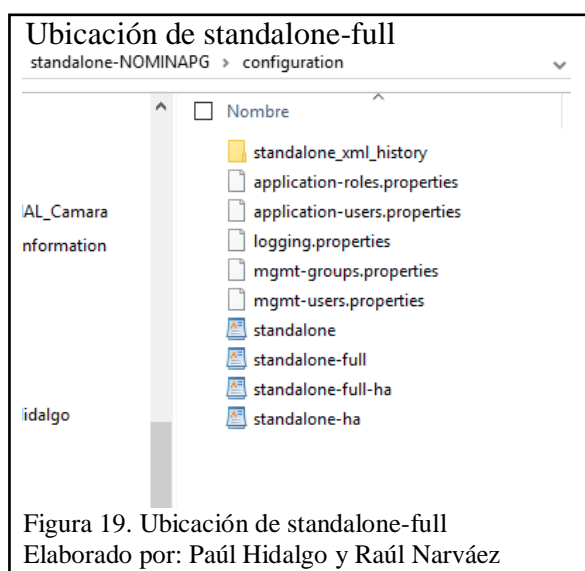 Ubicación de standalone-full
standalone-NOMINAPG > configuration
Nombre
standalone_xml_history
application-roles.properties
AL_Camara
application-users.properties
nformation
logging.properties
mgmt-groups.properties
mgmt-users.properties
standalone
standalone-full
standalone-full-ha
idalgo
standalone-ha
Figura 19. Ubicación de standalone-full
Elaborado por: Paúl Hidalgo y Raúl Narváez